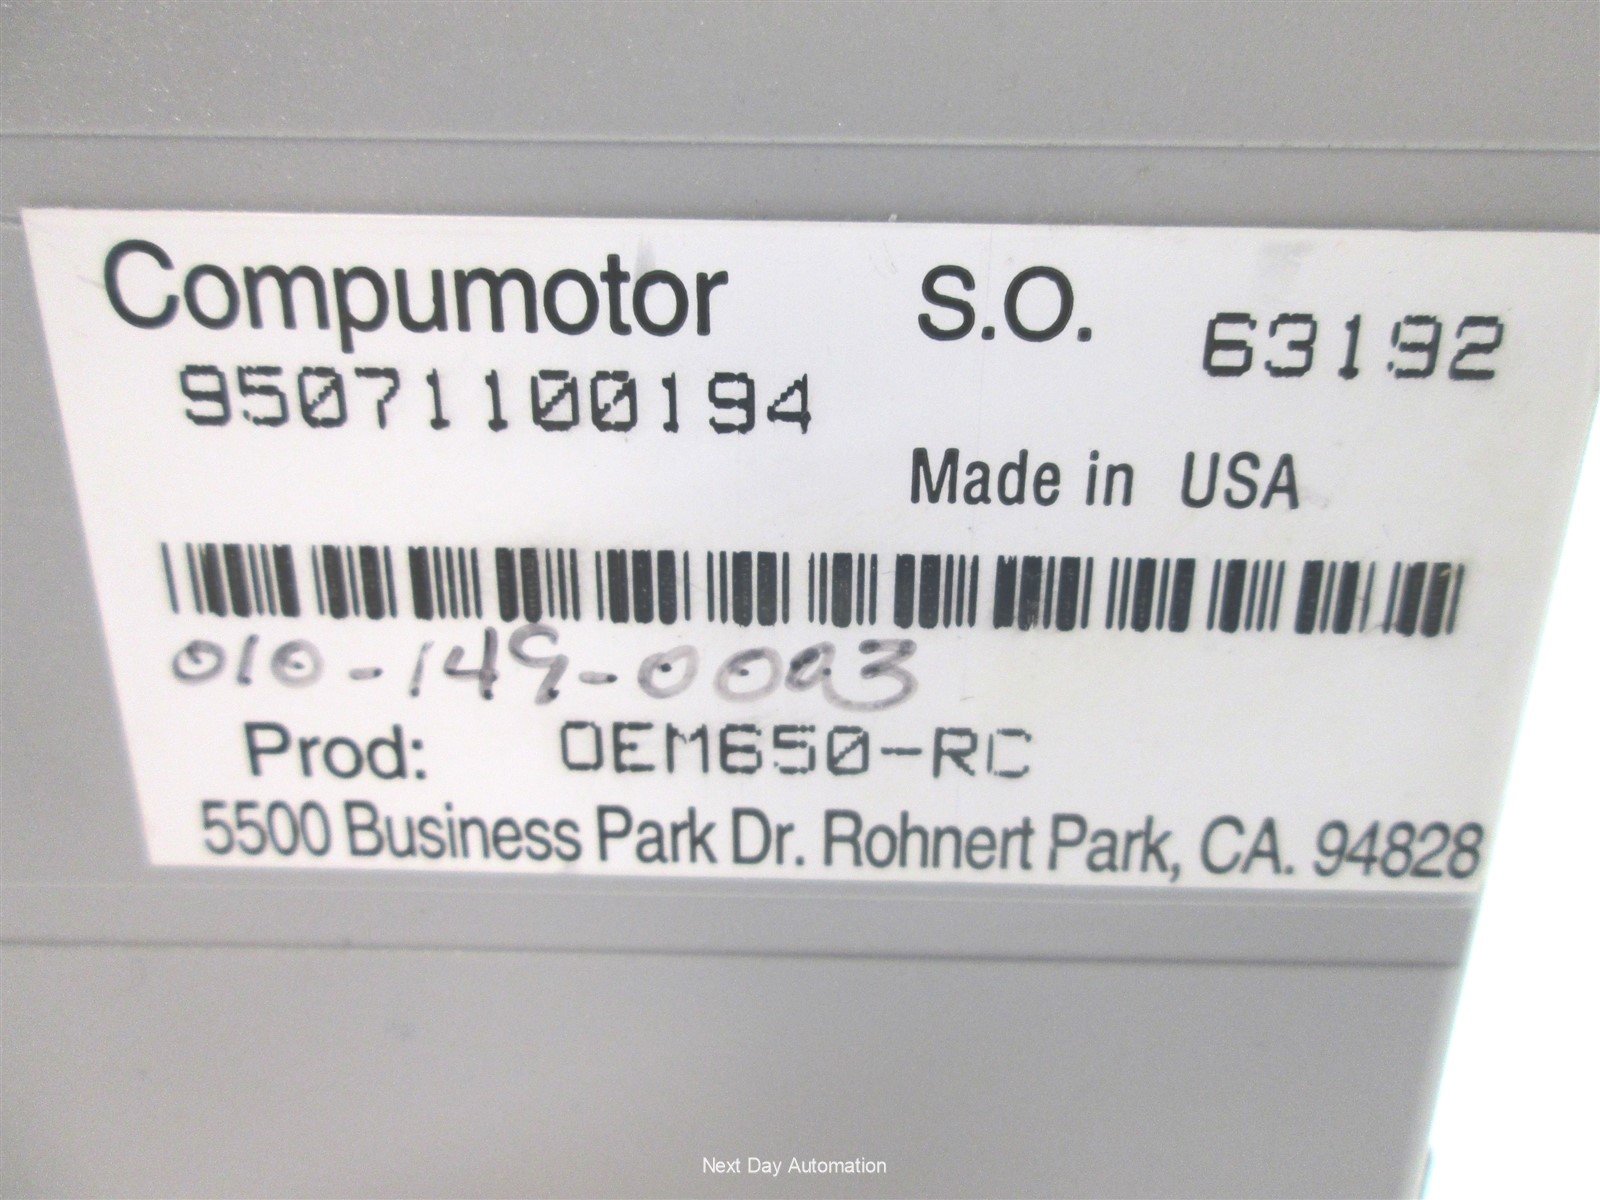 Compumotor S.O. 63192
95071100194
Made in USA
010-149-0003
Prod: OEM650-RC
5500 Business Park Dr. Rohnert Park, CA. 94828
Next Day Automation